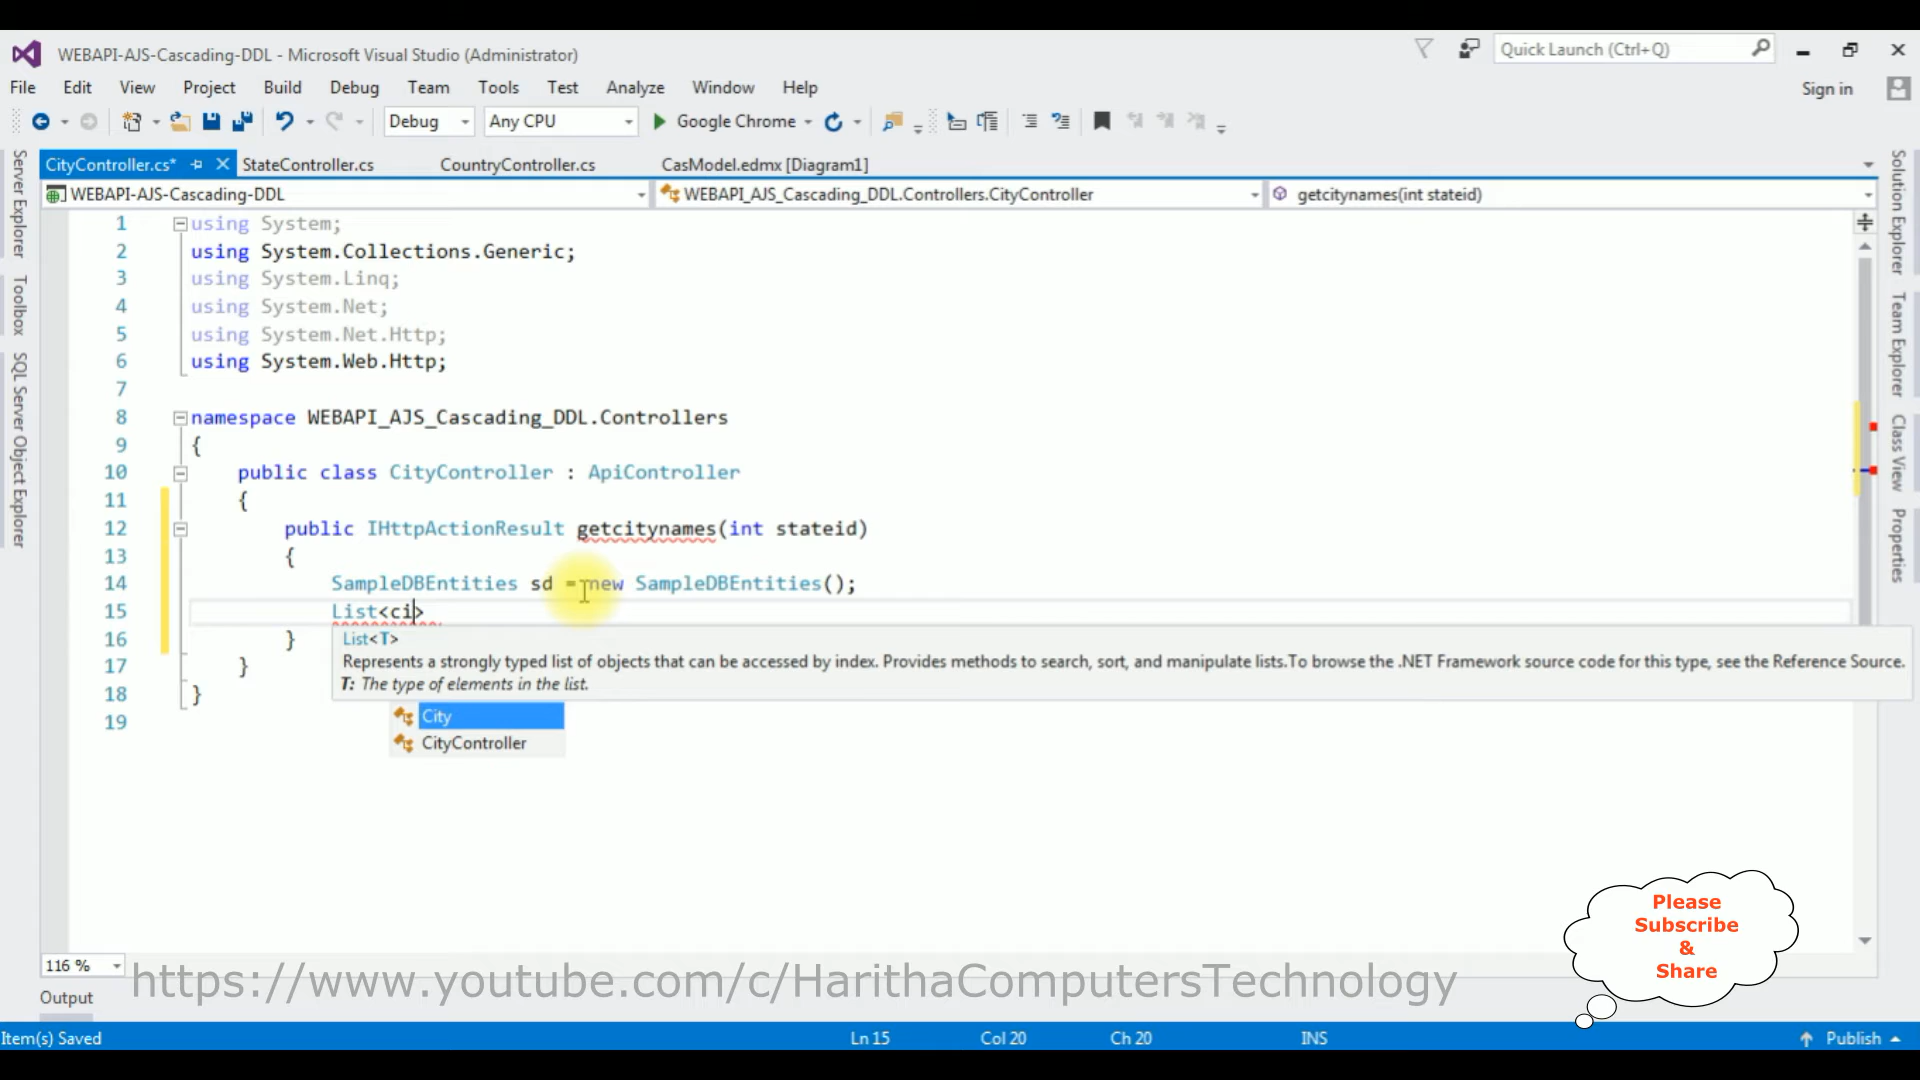 WEBAPI-AJS-Cascading-DDL - Microsoft Visual Studio (Administrator)
Quick Launch (Ctrl+Q)
File Edit View Project Build Debug Team Tools Test Analyze Window Help
Sign in
Debug Any CPU Google Chrome
CityController.cs* StateController.cs CountryController.cs CasModel.edmx [Diagram1]
WEBAPI-AJS-Cascading-DDL WEBAPI_AJS_Cascading_DDL.Controllers.CityController getcitynames(int stateid)
Server Explorer
Toolbox
SQL Server Object Explorer
1 using System;
2 using System.Collections.Generic;
3 using System.Linq;
4 using System.Net;
5 using System.Net.Http;
6 using System.Web.Http;
7
8 namespace WEBAPI_AJS_Cascading_DDL.Controllers
9 {
10 public class CityController : ApiController
11 {
12 public IHttpActionResult getcitynames(int stateid)
13 {
14 SampleDBEntities sd = new SampleDBEntities();
15 List<ci>
16 }
17 }
18 }
19
List<T>
Represents a strongly typed list of objects that can be accessed by index. Provides methods to search, sort, and manipulate lists.To browse the .NET Framework source code for this type, see the Reference Source.
T: The type of elements in the list.
City
CityController
Solution Explorer
Team Explorer
Class View
Properties
Please
Subscribe
&
Share
116 %
https://www.youtube.com/c/HarithaComputersTechnology
Output
Item(s) Saved Ln 15 Col 20 Ch 20 INS Publish